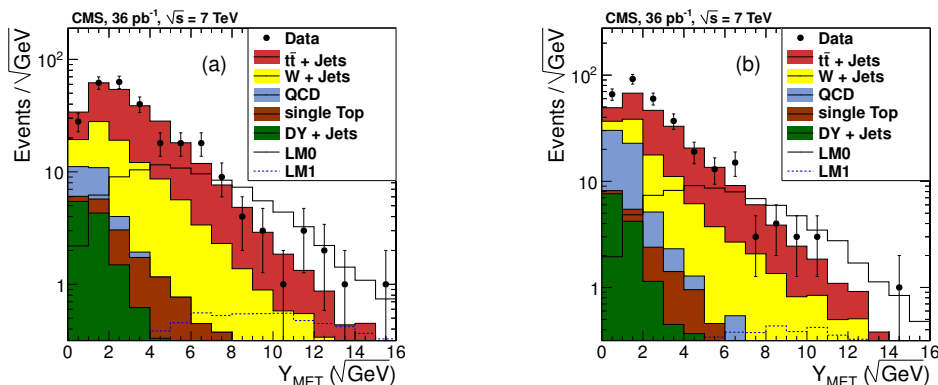 CMS, 36 pb⁻¹, √s = 7 TeV
Events / √GeV
(a)
Data
tt̄ + Jets
W + Jets
QCD
single Top
DY + Jets
LM0
LM1
10²
10
1
0 2 4 6 8 10 12 14 16
Y_MET (√GeV)
CMS, 36 pb⁻¹, √s = 7 TeV
Events / √GeV
(b)
Data
tt̄ + Jets
W + Jets
QCD
single Top
DY + Jets
LM0
LM1
10²
10
1
0 2 4 6 8 10 12 14 16
Y_MET (√GeV)